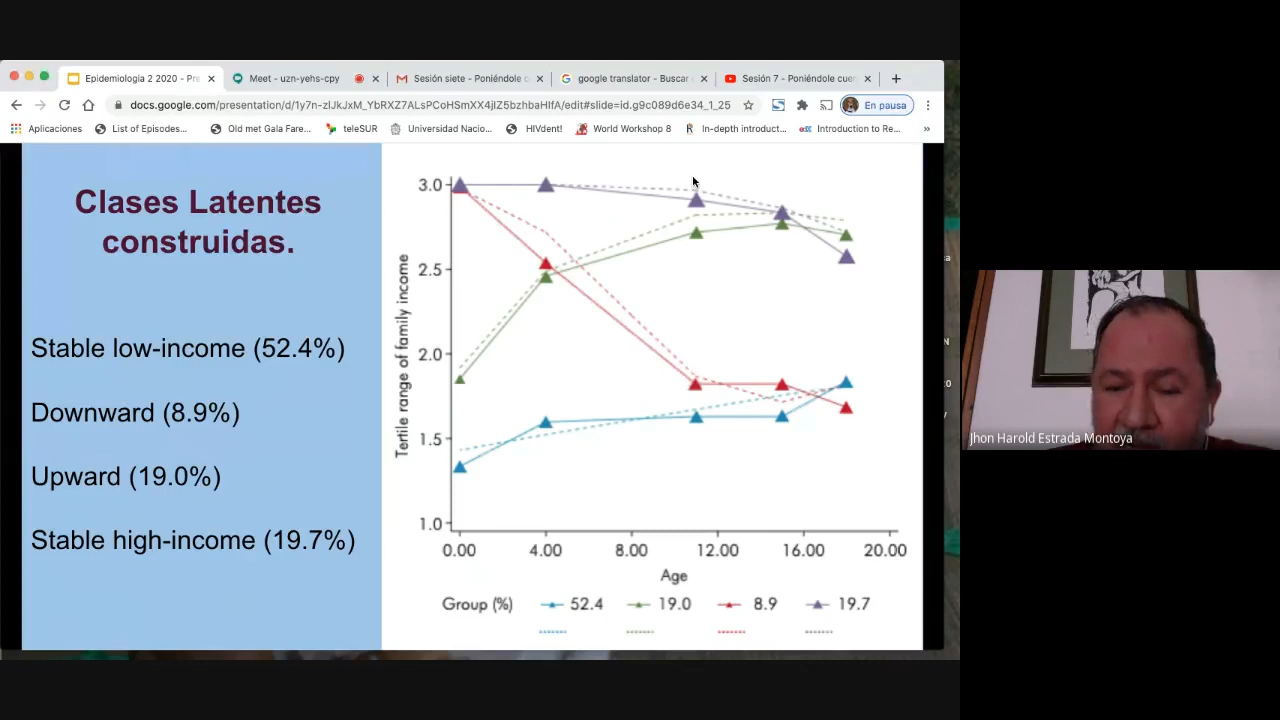 Epidemiologia 2 2020 - Pre
Meet - uzn-yehs-cpy
Sesión siete - Poniéndole c
google translator - Buscar
Sesión 7 - Poniéndole cuen
docs.google.com/presentation/d/1y7n-zlJkJxM_YbRXZ7ALsPCoHSmXX4jIZ5bzhbaHIfA/edit#slide=id.g9c089d6e34_1_25
En pausa
Aplicaciones
List of Episodes...
Old met Gala Fare...
teleSUR
Universidad Nacio...
HIVdent!
World Workshop 8
In-depth introduct...
Introduction to Re...
»
Clases Latentes
construidas.
Stable low-income (52.4%)
Downward (8.9%)
Upward (19.0%)
Stable high-income (19.7%)
Tertile range of family income
3.0
2.5
2.0
1.5
1.0
0.00 4.00 8.00 12.00 16.00 20.00
Age
Group (%) 52.4 19.0 8.9 19.7
Jhon Harold Estrada Montoya